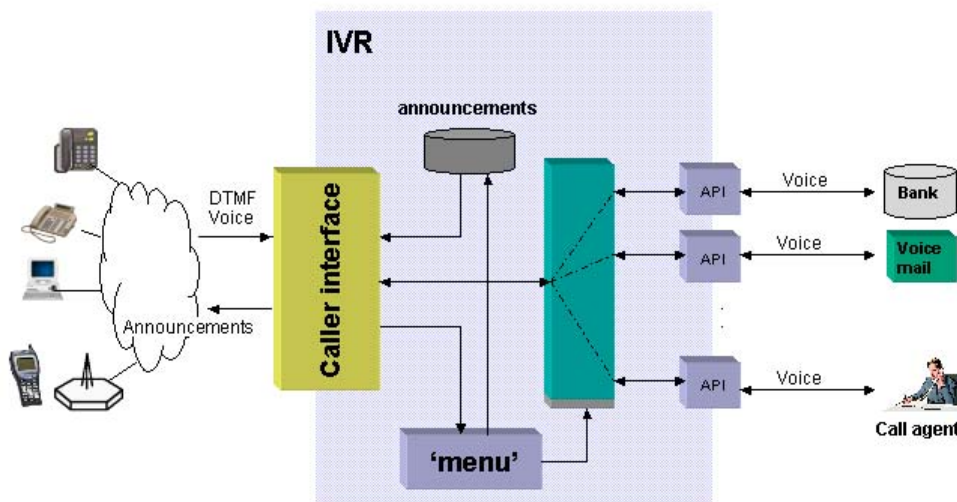 IVR
announcements
DTMF
Voice
Announcements
Caller interface
'menu'
API
Voice
Bank
API
Voice
Voice
mail
API
Voice
Call agent